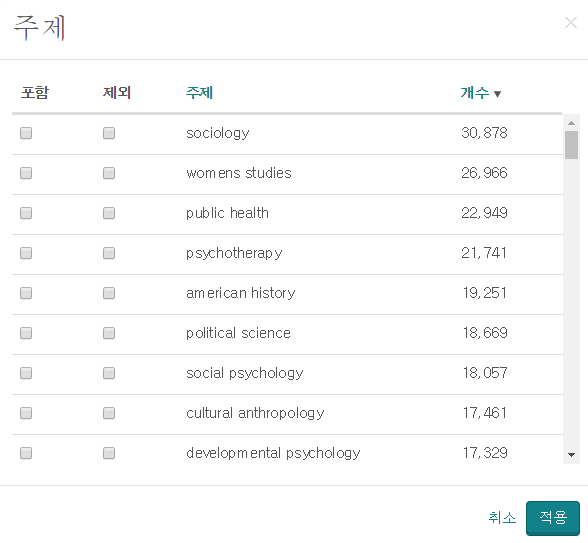 주제
포함 제외 주제 개수 ▼
sociology 30,878
womens studies 26,966
public health 22,949
psychotherapy 21,741
american history 19,251
political science 18,669
social psychology 18,057
cultural anthropology 17,461
developmental psychology 17,329
취소 적용